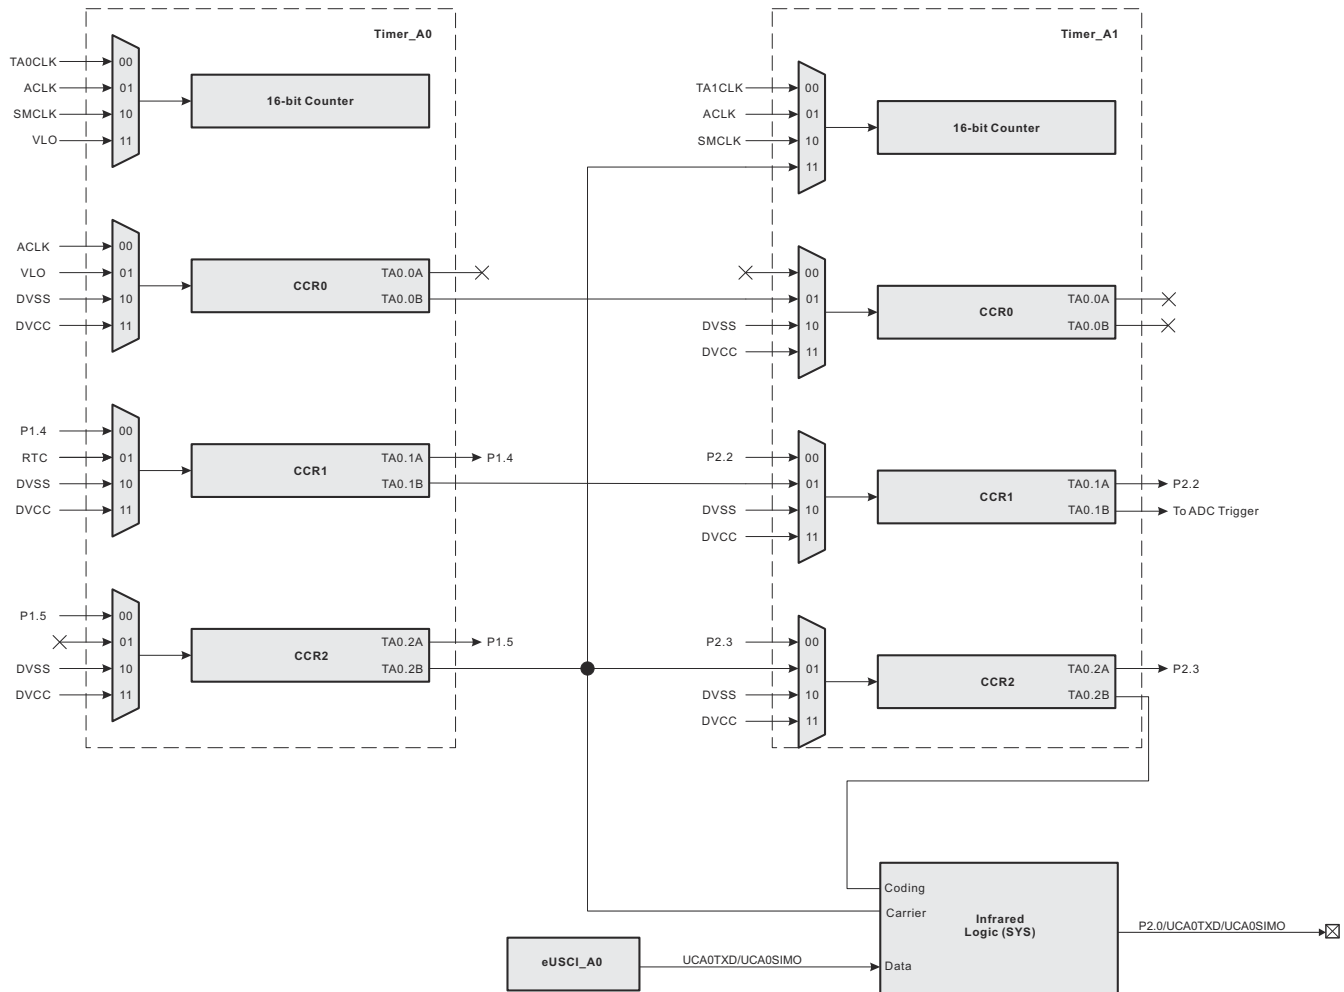 Timer_A0
TA0CLK 00
ACLK 01
SMCLK 10
VLO 11
16-bit Counter
ACLK 00
VLO 01
DVSS 10
DVCC 11
CCR0
TA0.0A
TA0.0B
P1.4 00
RTC 01
DVSS 10
DVCC 11
CCR1
TA0.1A P1.4
TA0.1B
P1.5 00
01
DVSS 10
DVCC 11
CCR2
TA0.2A P1.5
TA0.2B
Timer_A1
TA1CLK 00
ACLK 01
SMCLK 10
11
16-bit Counter
00
01
DVSS 10
DVCC 11
CCR0
TA0.0A
TA0.0B
P2.2 00
01
DVSS 10
DVCC 11
CCR1
TA0.1A P2.2
TA0.1B To ADC Trigger
P2.3 00
01
DVSS 10
DVCC 11
CCR2
TA0.2A P2.3
TA0.2B
Coding
Carrier
Data
Infrared
Logic (SYS)
P2.0/UCA0TXD/UCA0SIMO
eUSCI_A0
UCA0TXD/UCA0SIMO